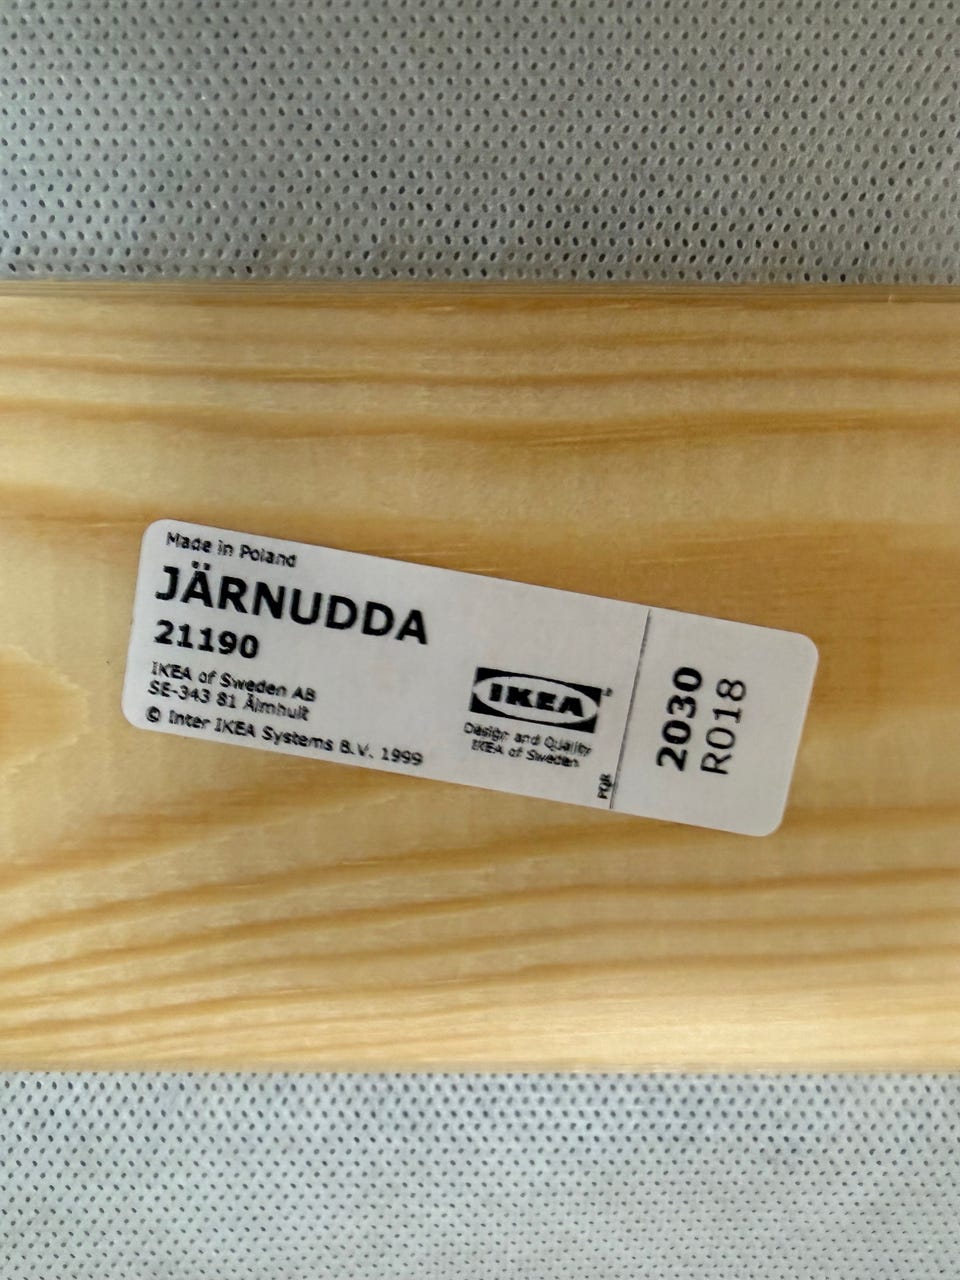 Made in Poland
JÄRNUDDA
21190
IKEA of Sweden AB
SE-343 81 Älmhult
© Inter IKEA Systems B.V. 1999
IKEA®
Design and Quality
IKEA of Sweden
PQR
2030
R018